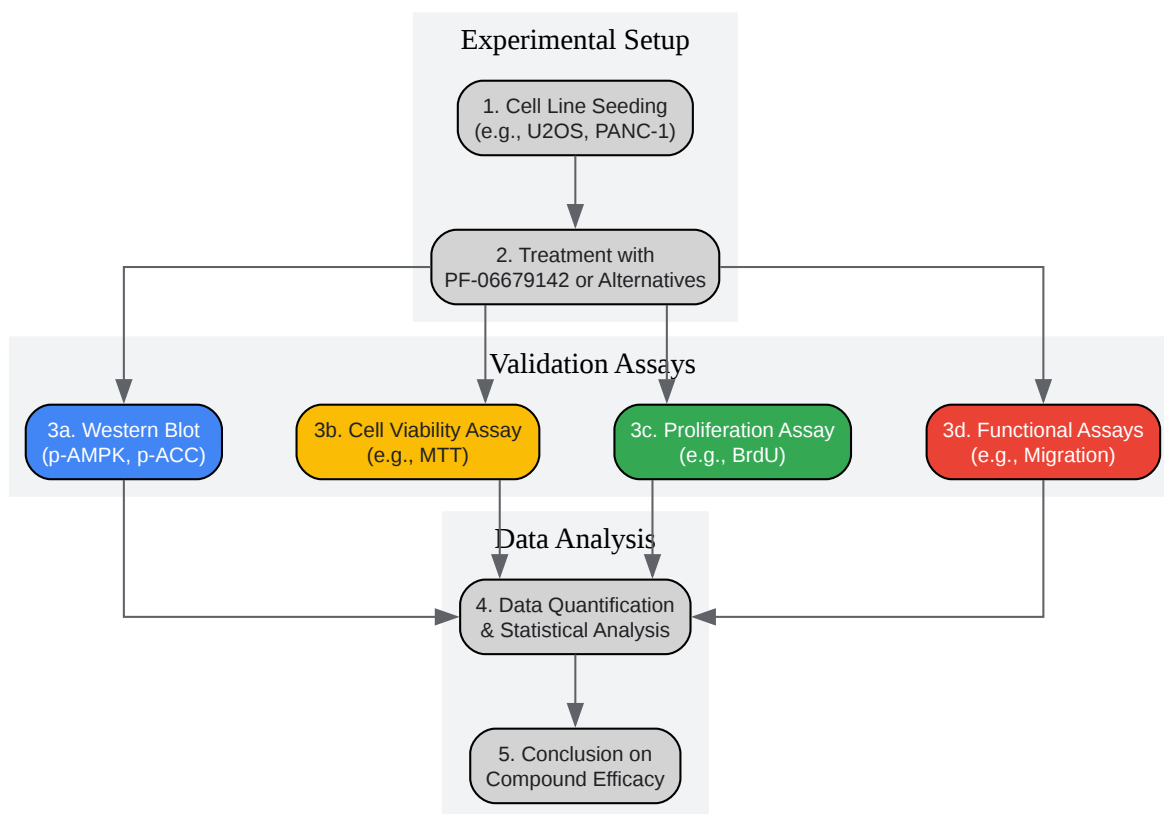 Experimental Setup
1. Cell Line Seeding
(e.g., U2OS, PANC-1)
2. Treatment with
PF-06679142 or Alternatives
Validation Assays
3a. Western Blot
(p-AMPK, p-ACC)
3b. Cell Viability Assay
(e.g., MTT)
3c. Proliferation Assay
(e.g., BrdU)
3d. Functional Assays
(e.g., Migration)
Data Analysis
4. Data Quantification
& Statistical Analysis
5. Conclusion on
Compound Efficacy